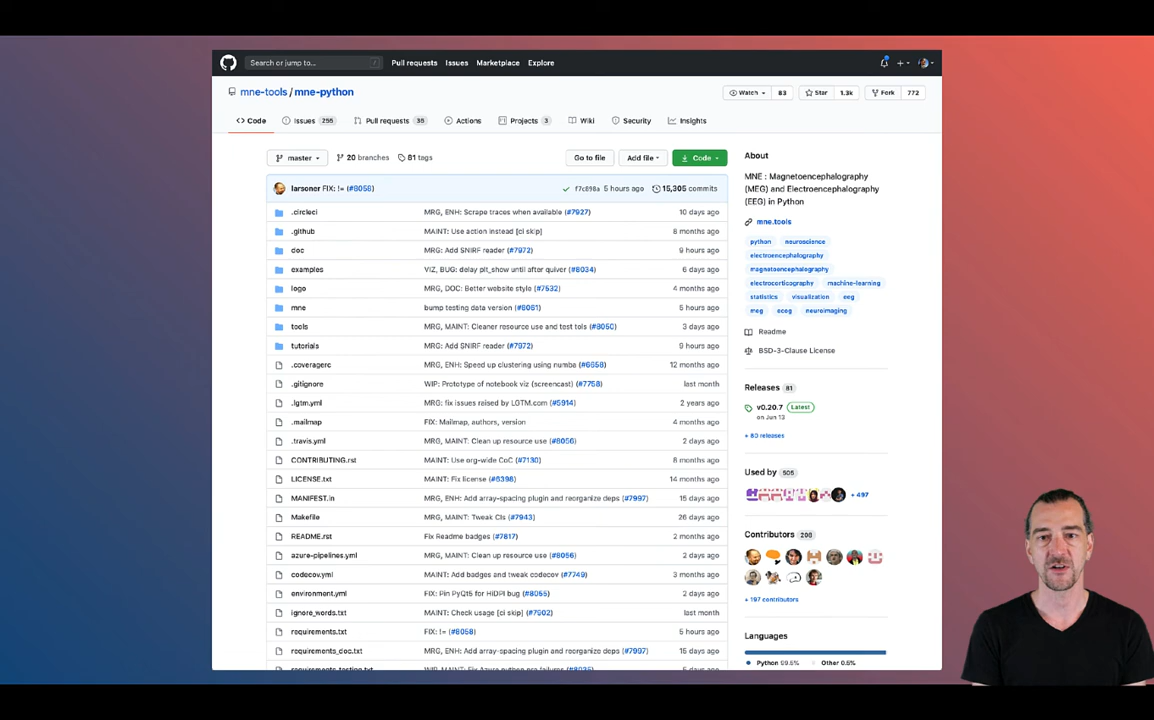 Search or jump to... /
Pull requests Issues Marketplace Explore
mne-tools / mne-python
Watch 83 Star 1.3k Fork 772
Code Issues 255 Pull requests 35 Actions Projects 3 Wiki Security Insights
master 20 branches 81 tags Go to file Add file Code
larsoner FIX: != (#8058) f7c898a 5 hours ago 15,305 commits
.circleci MRG, ENH: Scrape traces when available (#7927) 10 days ago
.github MAINT: Use action instead [ci skip] 8 months ago
doc MRG: Add SNIRF reader (#7972) 9 hours ago
examples VIZ, BUG: delay plt_show until after quiver (#8034) 6 days ago
logo MRG, DOC: Better website style (#7532) 4 months ago
mne bump testing data version (#8061) 5 hours ago
tools MRG, MAINT: Cleaner resource use and test tols (#8050) 3 days ago
tutorials MRG: Add SNIRF reader (#7972) 9 hours ago
.coveragerc MRG, ENH: Speed up clustering using numba (#6658) 12 months ago
.gitignore WIP: Prototype of notebook viz (screencast) (#7758) last month
.lgtm.yml MRG: fix issues raised by LGTM.com (#5914) 2 years ago
.mailmap FIX: Mailmap, authors, version 4 months ago
.travis.yml MRG, MAINT: Clean up resource use (#8056) 2 days ago
CONTRIBUTING.rst MAINT: Use org-wide CoC (#7130) 8 months ago
LICENSE.txt MAINT: Fix license (#6398) 14 months ago
MANIFEST.in MRG, ENH: Add array-spacing plugin and reorganize deps (#7997) 15 days ago
Makefile MRG, MAINT: Tweak CIs (#7943) 26 days ago
README.rst Fix Readme badges (#7817) 2 months ago
azure-pipelines.yml MRG, MAINT: Clean up resource use (#8056) 2 days ago
codecov.yml MRG: Add badges and tweak codecov (#7749) 3 months ago
environment.yml FIX: Pin PyQt5 for HiDPI bug (#8055) 2 days ago
ignore_words.txt MAINT: Check usage [ci skip] (#7602) last month
requirements.txt FIX: != (#8058) 5 hours ago
requirements_doc.txt MRG, ENH: Add array-spacing plugin and reorganize deps (#7997) 15 days ago
requirements_testing.txt
About
MNE : Magnetoencephalography
(MEG) and Electroencephalography
(EEG) in Python
mne.tools
python neuroscience
electroencephalography
magnetoencephalography
electrocorticography machine-learning
statistics visualization eeg
meg ecog neuroimaging
Readme
BSD-3-Clause License
Releases 81
v0.20.7 Latest
on Jun 13
+ 80 releases
Used by 505
+ 497
Contributors 208
+ 197 contributors
Languages
Python 99.5% Other 0.5%